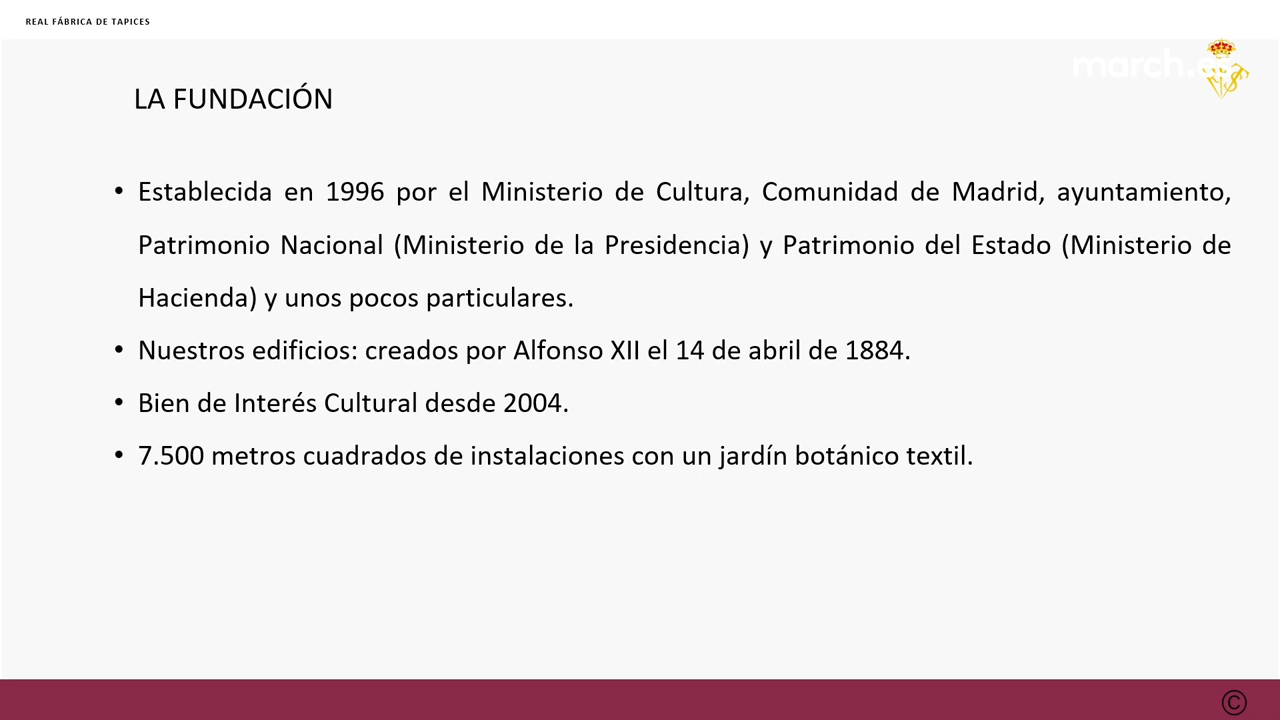 REAL FÁBRICA DE TAPICES
march.es
LA FUNDACIÓN
• Establecida en 1996 por el Ministerio de Cultura, Comunidad de Madrid, ayuntamiento,
Patrimonio Nacional (Ministerio de la Presidencia) y Patrimonio del Estado (Ministerio de
Hacienda) y unos pocos particulares.
• Nuestros edificios: creados por Alfonso XII el 14 de abril de 1884.
• Bien de Interés Cultural desde 2004.
• 7.500 metros cuadrados de instalaciones con un jardín botánico textil.
©